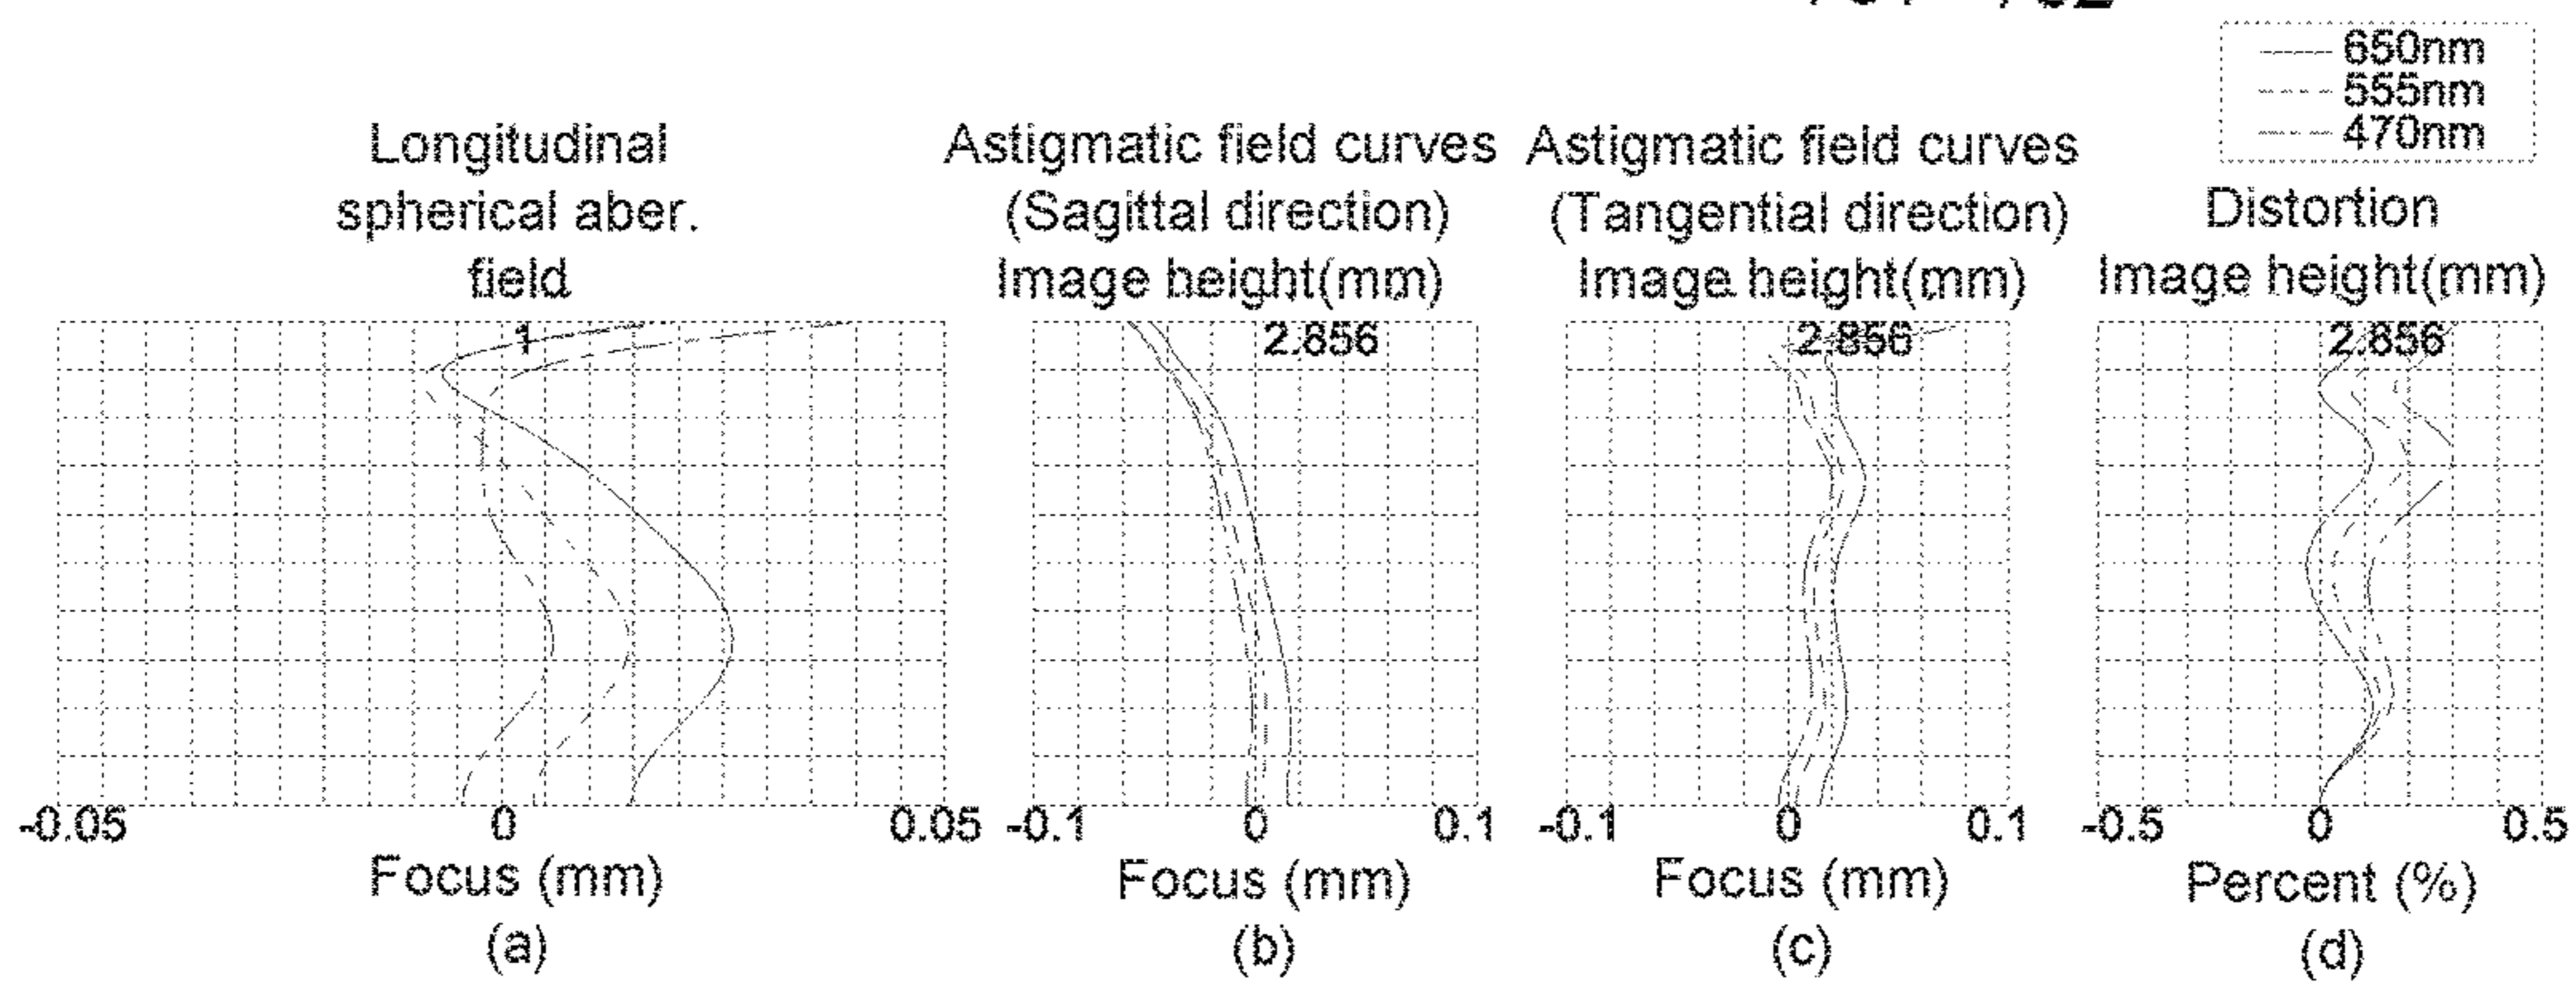 650nm
555nm
470nm
Longitudinal
spherical aber.
field
1
-0.05 0 0.05
Focus (mm)
(a)
Astigmatic field curves
(Sagittal direction)
Image height(mm)
2.856
-0.1 0 0.1
Focus (mm)
(b)
Astigmatic field curves
(Tangential direction)
Image height(mm)
2.856
-0.1 0 0.1
Focus (mm)
(c)
Distortion
Image height(mm)
2.856
-0.5 0 0.5
Percent (%)
(d)